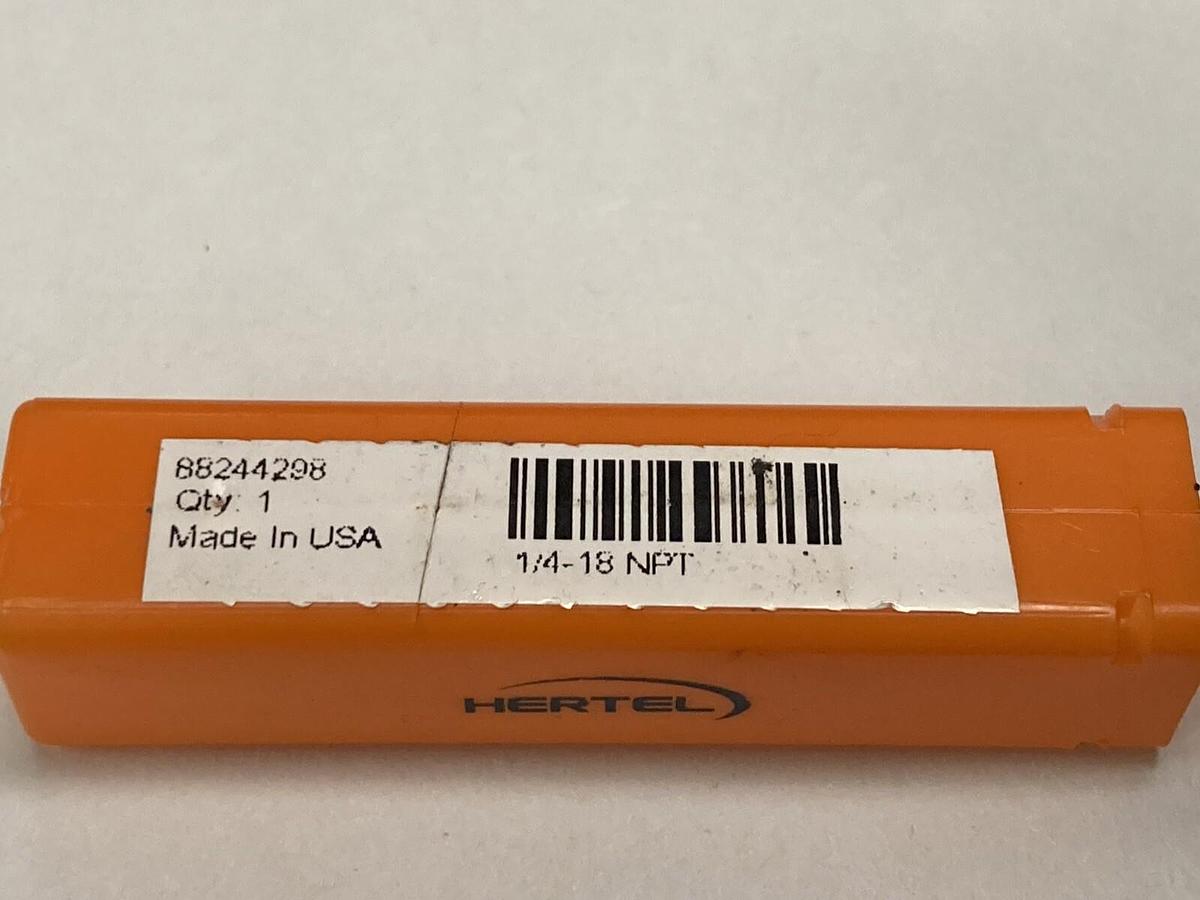 88244298
Qty: 1
Made In USA
1/4-18 NPT
HERTEL